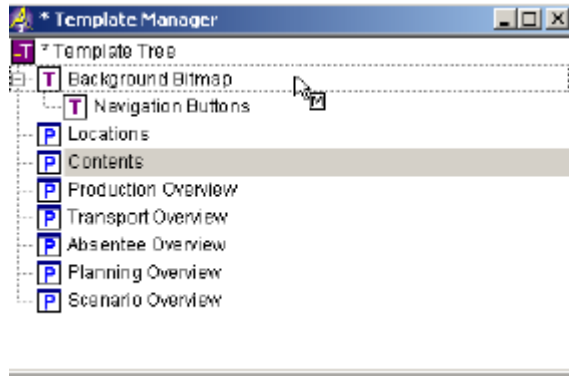 * Template Manager
T * Template Tree
T Background Bitmap
M
T Navigation Buttons
P Locations
P Contents
P Production Overview
P Transport Overview
P Absentee Overview
P Planning Overview
P Scenario Overview